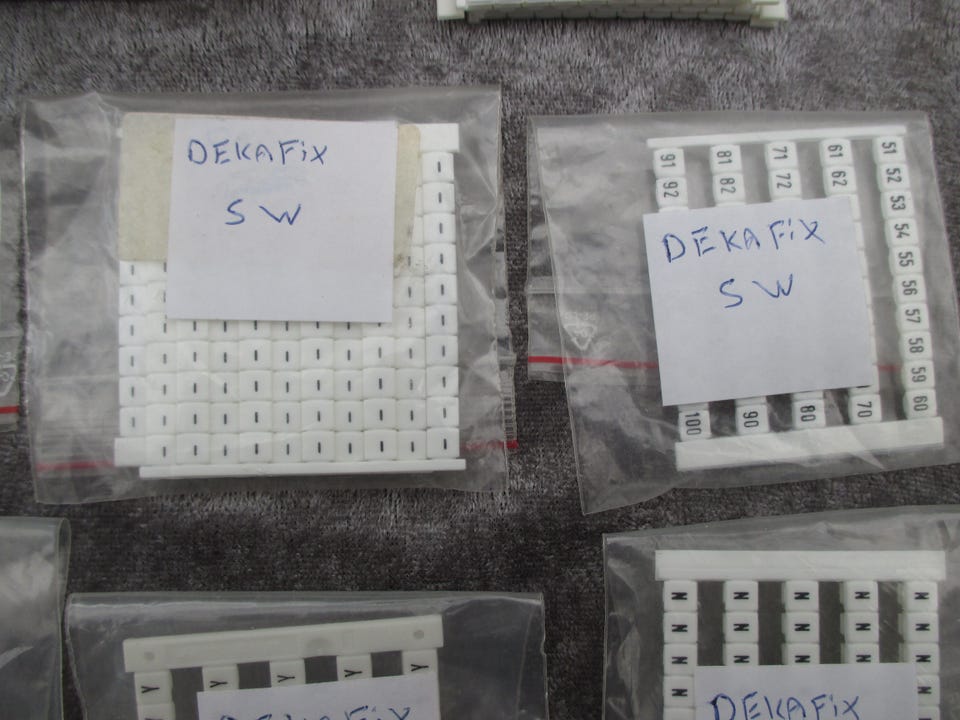 DEKAFIX
SW
91 81 71 61 51
92 82 72 62 52
53
54
55
56
57
58
59
100 90 80 70 60
DEKAFiX
SW
Y Y Y Y Y
DEKAFIX
N N N N N
N N N N N
N N N N N
N N
DEKAFiX